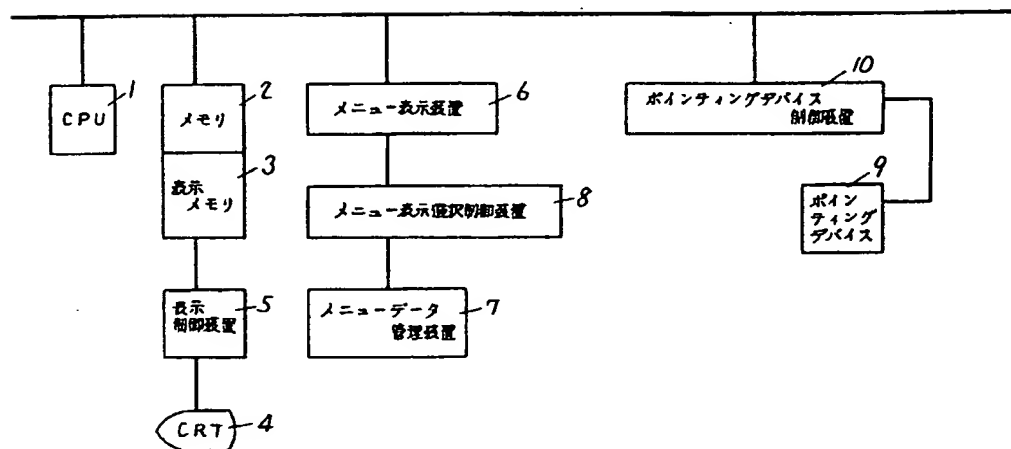 1
CPU
2
メモリ
3
表示
メモリ
5
表示
制御装置
4
CRT
6
メニュー表示装置
8
メニュー表示選択制御装置
7
メニューデータ
管理装置
10
ポインティングデバイス
制御装置
9
ポイン
ティング
デバイス